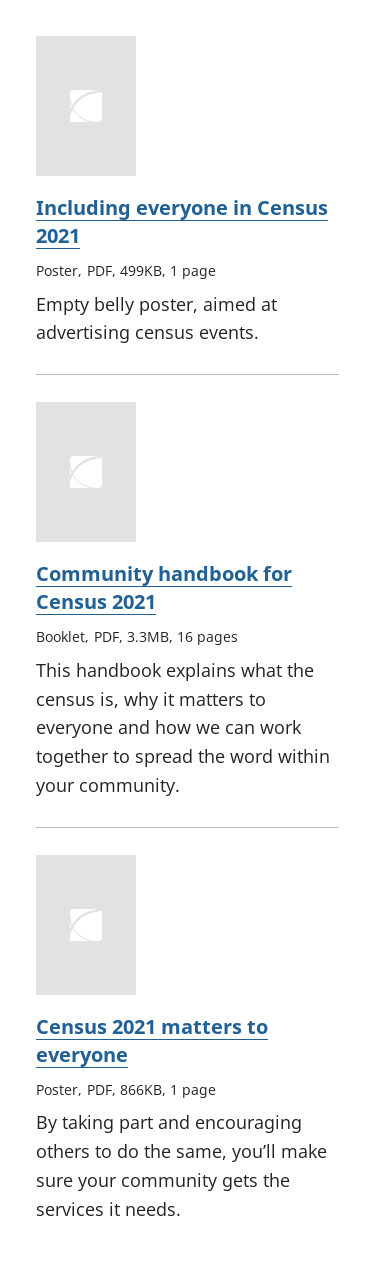 Including everyone in Census
2021
Poster, PDF, 499KB, 1 page
Empty belly poster, aimed at
advertising census events.
Community handbook for
Census 2021
Booklet, PDF, 3.3MB, 16 pages
This handbook explains what the
census is, why it matters to
everyone and how we can work
together to spread the word within
your community.
Census 2021 matters to
everyone
Poster, PDF, 866KB, 1 page
By taking part and encouraging
others to do the same, you’ll make
sure your community gets the
services it needs.